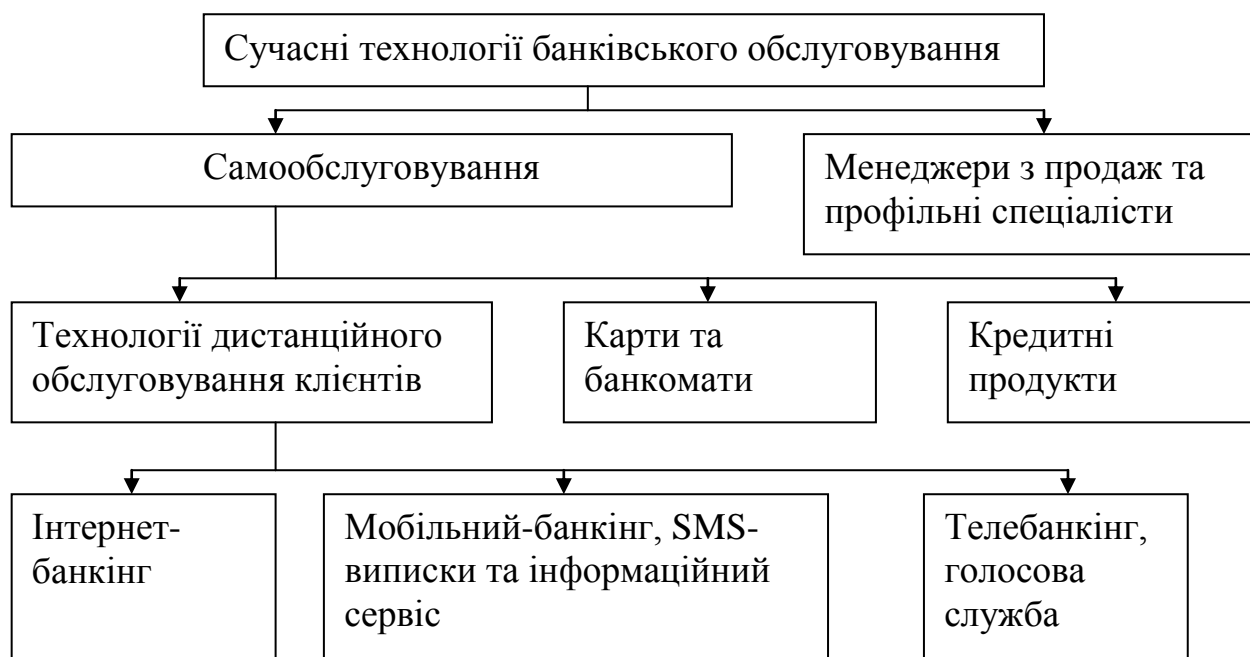 Сучасні технології банківського обслуговування
Самообслуговування
Менеджери з продаж та
профільні спеціалісти
Технології дистанційного
обслуговування клієнтів
Карти та
банкомати
Кредитні
продукти
Інтернет-
банкінг
Мобільний-банкінг, SMS-
виписки та інформаційний
сервіс
Телебанкінг,
голосова
служба